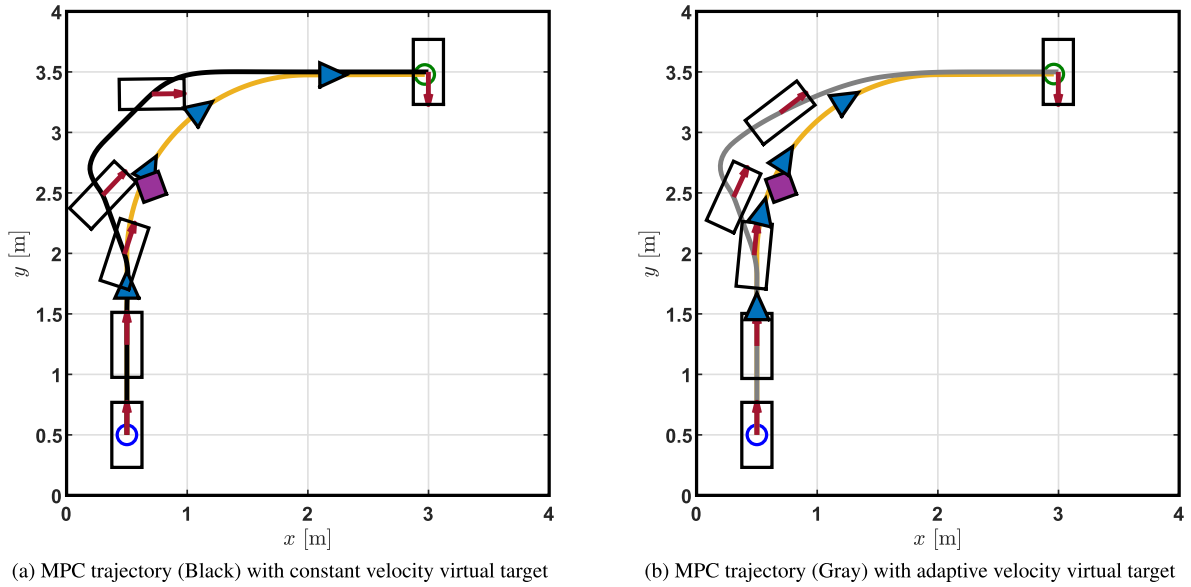 4
3.5
3
2.5
2
1.5
1
0.5
0
0 1 2 3 4
y [m]
x [m]
(a) MPC trajectory (Black) with constant velocity virtual target
4
3.5
3
2.5
2
1.5
1
0.5
0
0 1 2 3 4
y [m]
x [m]
(b) MPC trajectory (Gray) with adaptive velocity virtual target